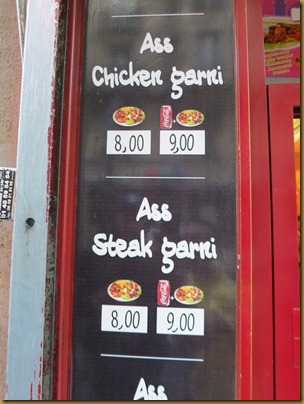 Ass
Chicken garni
8,00 9,00
Ass
Steak garni
8,00 9,00
Ass